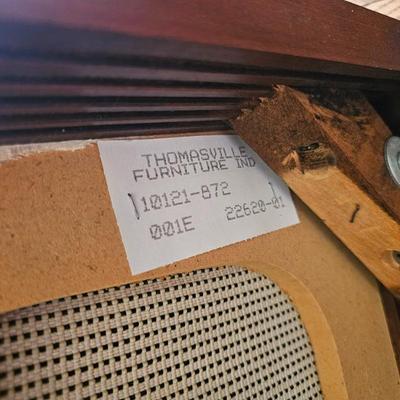 THOMASVILLE
FURNITURE IND
10121-872
001E 22620-01